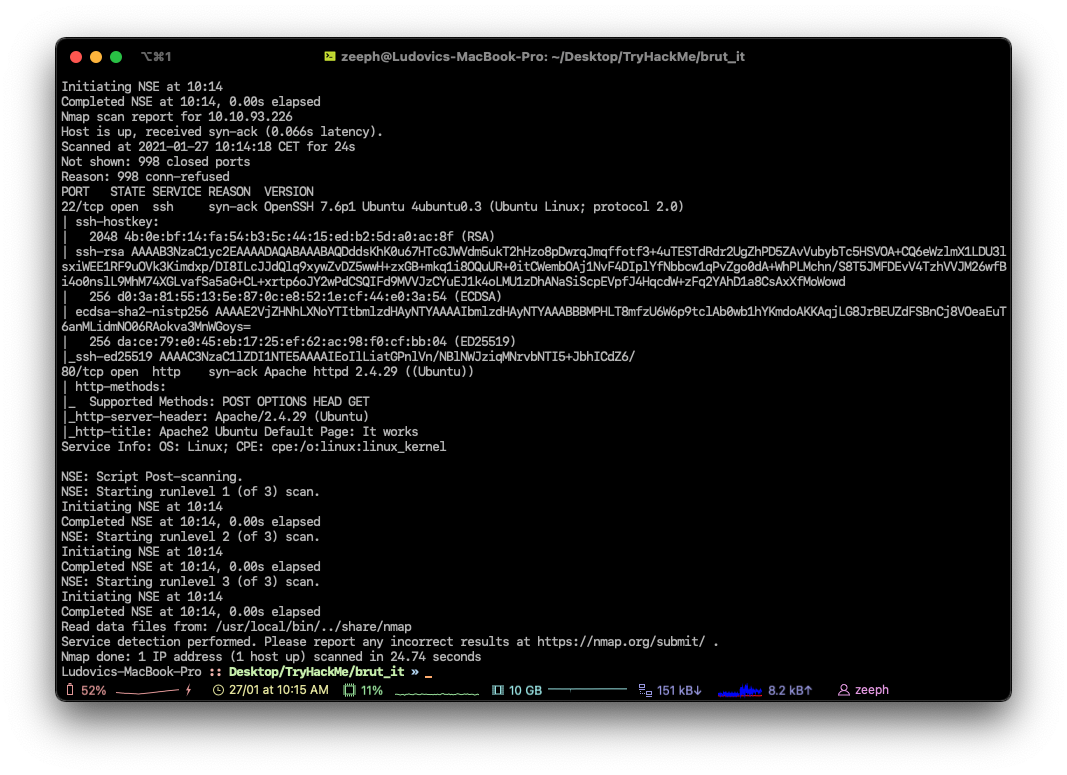 ⌥⌘1
zeeph@Ludovics-MacBook-Pro: ~/Desktop/TryHackMe/brut_it
Initiating NSE at 10:14
Completed NSE at 10:14, 0.00s elapsed
Nmap scan report for 10.10.93.226
Host is up, received syn-ack (0.066s latency).
Scanned at 2021-01-27 10:14:18 CET for 24s
Not shown: 998 closed ports
Reason: 998 conn-refused
PORT   STATE SERVICE REASON  VERSION
22/tcp open  ssh     syn-ack OpenSSH 7.6p1 Ubuntu 4ubuntu0.3 (Ubuntu Linux; protocol 2.0)
| ssh-hostkey:
|   2048 4b:0e:bf:14:fa:54:b3:5c:44:15:ed:b2:5d:a0:ac:8f (RSA)
| ssh-rsa AAAAB3NzaC1yc2EAAAADAQABAAABAQDddsKhK0u67HTcGJWVdm5ukT2hHzo8pDwrqJmqffotf3+4uTESTdRdr2UgZhPD5ZAvVubybTc5HSVOA+CQ6eWzlmX1LDU3l
sxiWEE1RF9uOVk3Kimdxp/DI8ILcJJdQlq9xywZvDZ5wwH+zxGB+mkq1i8OQuUR+0itCWembOAj1NvF4DIplYfNbbcw1qPvZgo0dA+WhPLMchn/S8T5JMFDEvV4TzhVVJM26wfB
i4o0nslL9MhM74XGLvafSa5aG+CL+xrtp6oJY2wPdCSQIFd9MVVJzCYuEJ1k4oLMU1zDhANaSiScpEVpfJ4HqcdW+zFq2YAhD1a8CsAxXfMoWowd
|   256 d0:3a:81:55:13:5e:87:0c:e8:52:1e:cf:44:e0:3a:54 (ECDSA)
| ecdsa-sha2-nistp256 AAAAE2VjZHNhLXNoYTItbmlzdHAyNTYAAAAIbmlzdHAyNTYAAABBBMPHLT8mfzU6W6p9tclAb0wb1hYKmdoAKKAqjLG8JrBEUZdFSBnCj8VOeaEuT
6anMLidmNO06RAokva3MnWGoys=
|   256 da:ce:79:e0:45:eb:17:25:ef:62:ac:98:f0:cf:bb:04 (ED25519)
|_ssh-ed25519 AAAAC3NzaC1lZDI1NTE5AAAAIEoIlLiatGPnlVn/NBlNWJziqMNrvbNTI5+JbhICdZ6/
80/tcp open  http    syn-ack Apache httpd 2.4.29 ((Ubuntu))
| http-methods:
|_  Supported Methods: POST OPTIONS HEAD GET
|_http-server-header: Apache/2.4.29 (Ubuntu)
|_http-title: Apache2 Ubuntu Default Page: It works
Service Info: OS: Linux; CPE: cpe:/o:linux:linux_kernel

NSE: Script Post-scanning.
NSE: Starting runlevel 1 (of 3) scan.
Initiating NSE at 10:14
Completed NSE at 10:14, 0.00s elapsed
NSE: Starting runlevel 2 (of 3) scan.
Initiating NSE at 10:14
Completed NSE at 10:14, 0.00s elapsed
NSE: Starting runlevel 3 (of 3) scan.
Initiating NSE at 10:14
Completed NSE at 10:14, 0.00s elapsed
Read data files from: /usr/local/bin/../share/nmap
Service detection performed. Please report any incorrect results at https://nmap.org/submit/ .
Nmap done: 1 IP address (1 host up) scanned in 24.74 seconds
Ludovics-MacBook-Pro :: Desktop/TryHackMe/brut_it » _
52% 27/01 at 10:15 AM 11% 10 GB 151 kB↓ 8.2 kB↑ zeeph